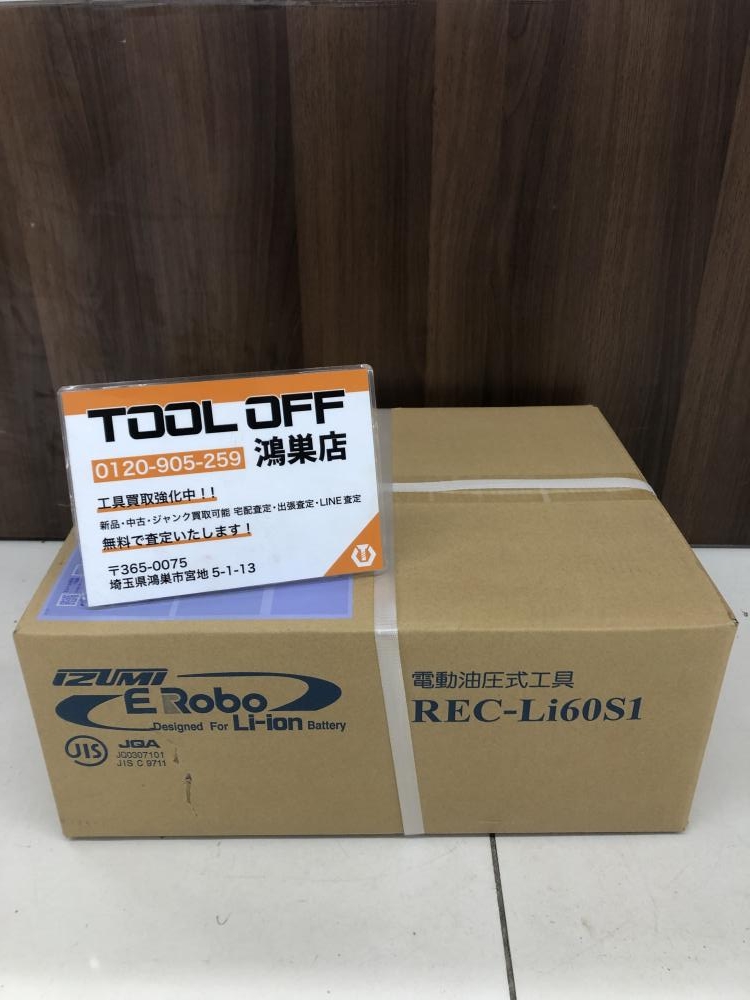 TOOL OFF
0120-905-259 鴻巣店
工具買取強化中！！
新品・中古・ジャンク買取可能 宅配査定・出張査定・LINE査定
無料で査定いたします！
〒365-0075
埼玉県鴻巣市宮地 5-1-13
IZUMI
E Robo
Designed For Li-ion Battery
JIS
JQA
JQ0307101
JIS C 9711
電動油圧式工具
REC-Li60S1